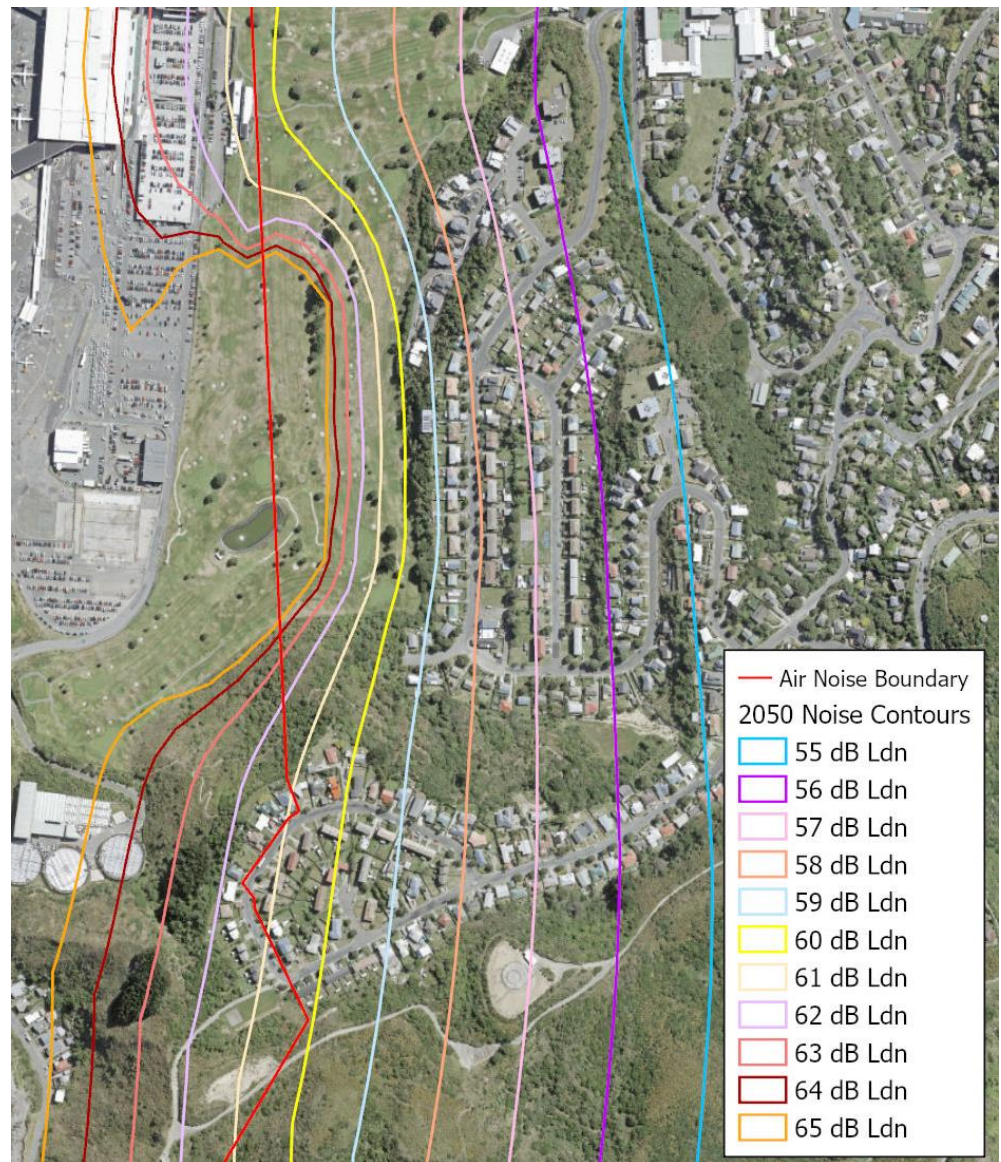 Air Noise Boundary
2050 Noise Contours
55 dB Ldn
56 dB Ldn
57 dB Ldn
58 dB Ldn
59 dB Ldn
60 dB Ldn
61 dB Ldn
62 dB Ldn
63 dB Ldn
64 dB Ldn
65 dB Ldn